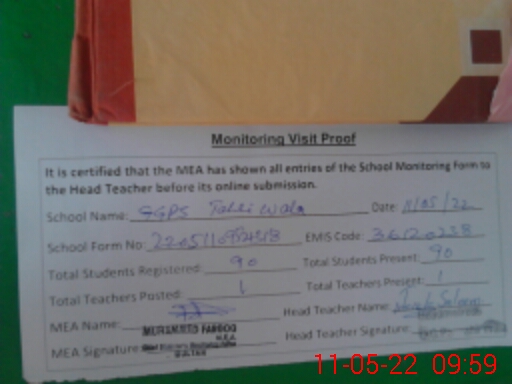 Monitoring Visit Proof
It is certified that the MEA has shown all entries of the School Monitoring Form to
the Head Teacher before its online submission.
School Name: GGPS Tahli Wala Date: 11/05/22
School Form No: EMIS Code: 36120238
Total Students Registered: 90 Total Students Present: 90
Total Teachers Posted: 1 Total Teachers Present: 1
MEA Name: Head Teacher Name:
MEA Signature: MUHAMMAD FAROOQ Head Teacher Signature:
M.E.A
11-05-22 09:59